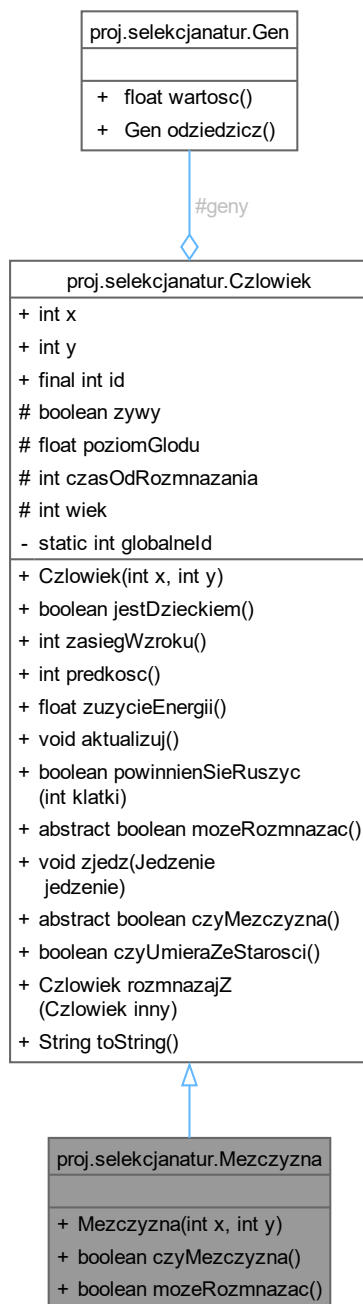 proj.selekcjanatur.Gen
+ float wartosc()
+ Gen odziedzicz()
#geny
proj.selekcjanatur.Czlowiek
+ int x
+ int y
+ final int id
# boolean zywy
# float poziomGlodu
# int czasOdRozmnazania
# int wiek
- static int globalneId
+ Czlowiek(int x, int y)
+ boolean jestDzieckiem()
+ int zasiegWzroku()
+ int predkosc()
+ float zuzycieEnergii()
+ void aktualizuj()
+ boolean powinnienSieRuszyc
(int klatki)
+ abstract boolean mozeRozmnazac()
+ void zjedz(Jedzenie
jedzenie)
+ abstract boolean czyMezczyzna()
+ boolean czyUmieraZeStarosci()
+ Czlowiek rozmnazajZ
(Czlowiek inny)
+ String toString()
proj.selekcjanatur.Mezczyzna
+ Mezczyzna(int x, int y)
+ boolean czyMezczyzna()
+ boolean mozeRozmnazac()